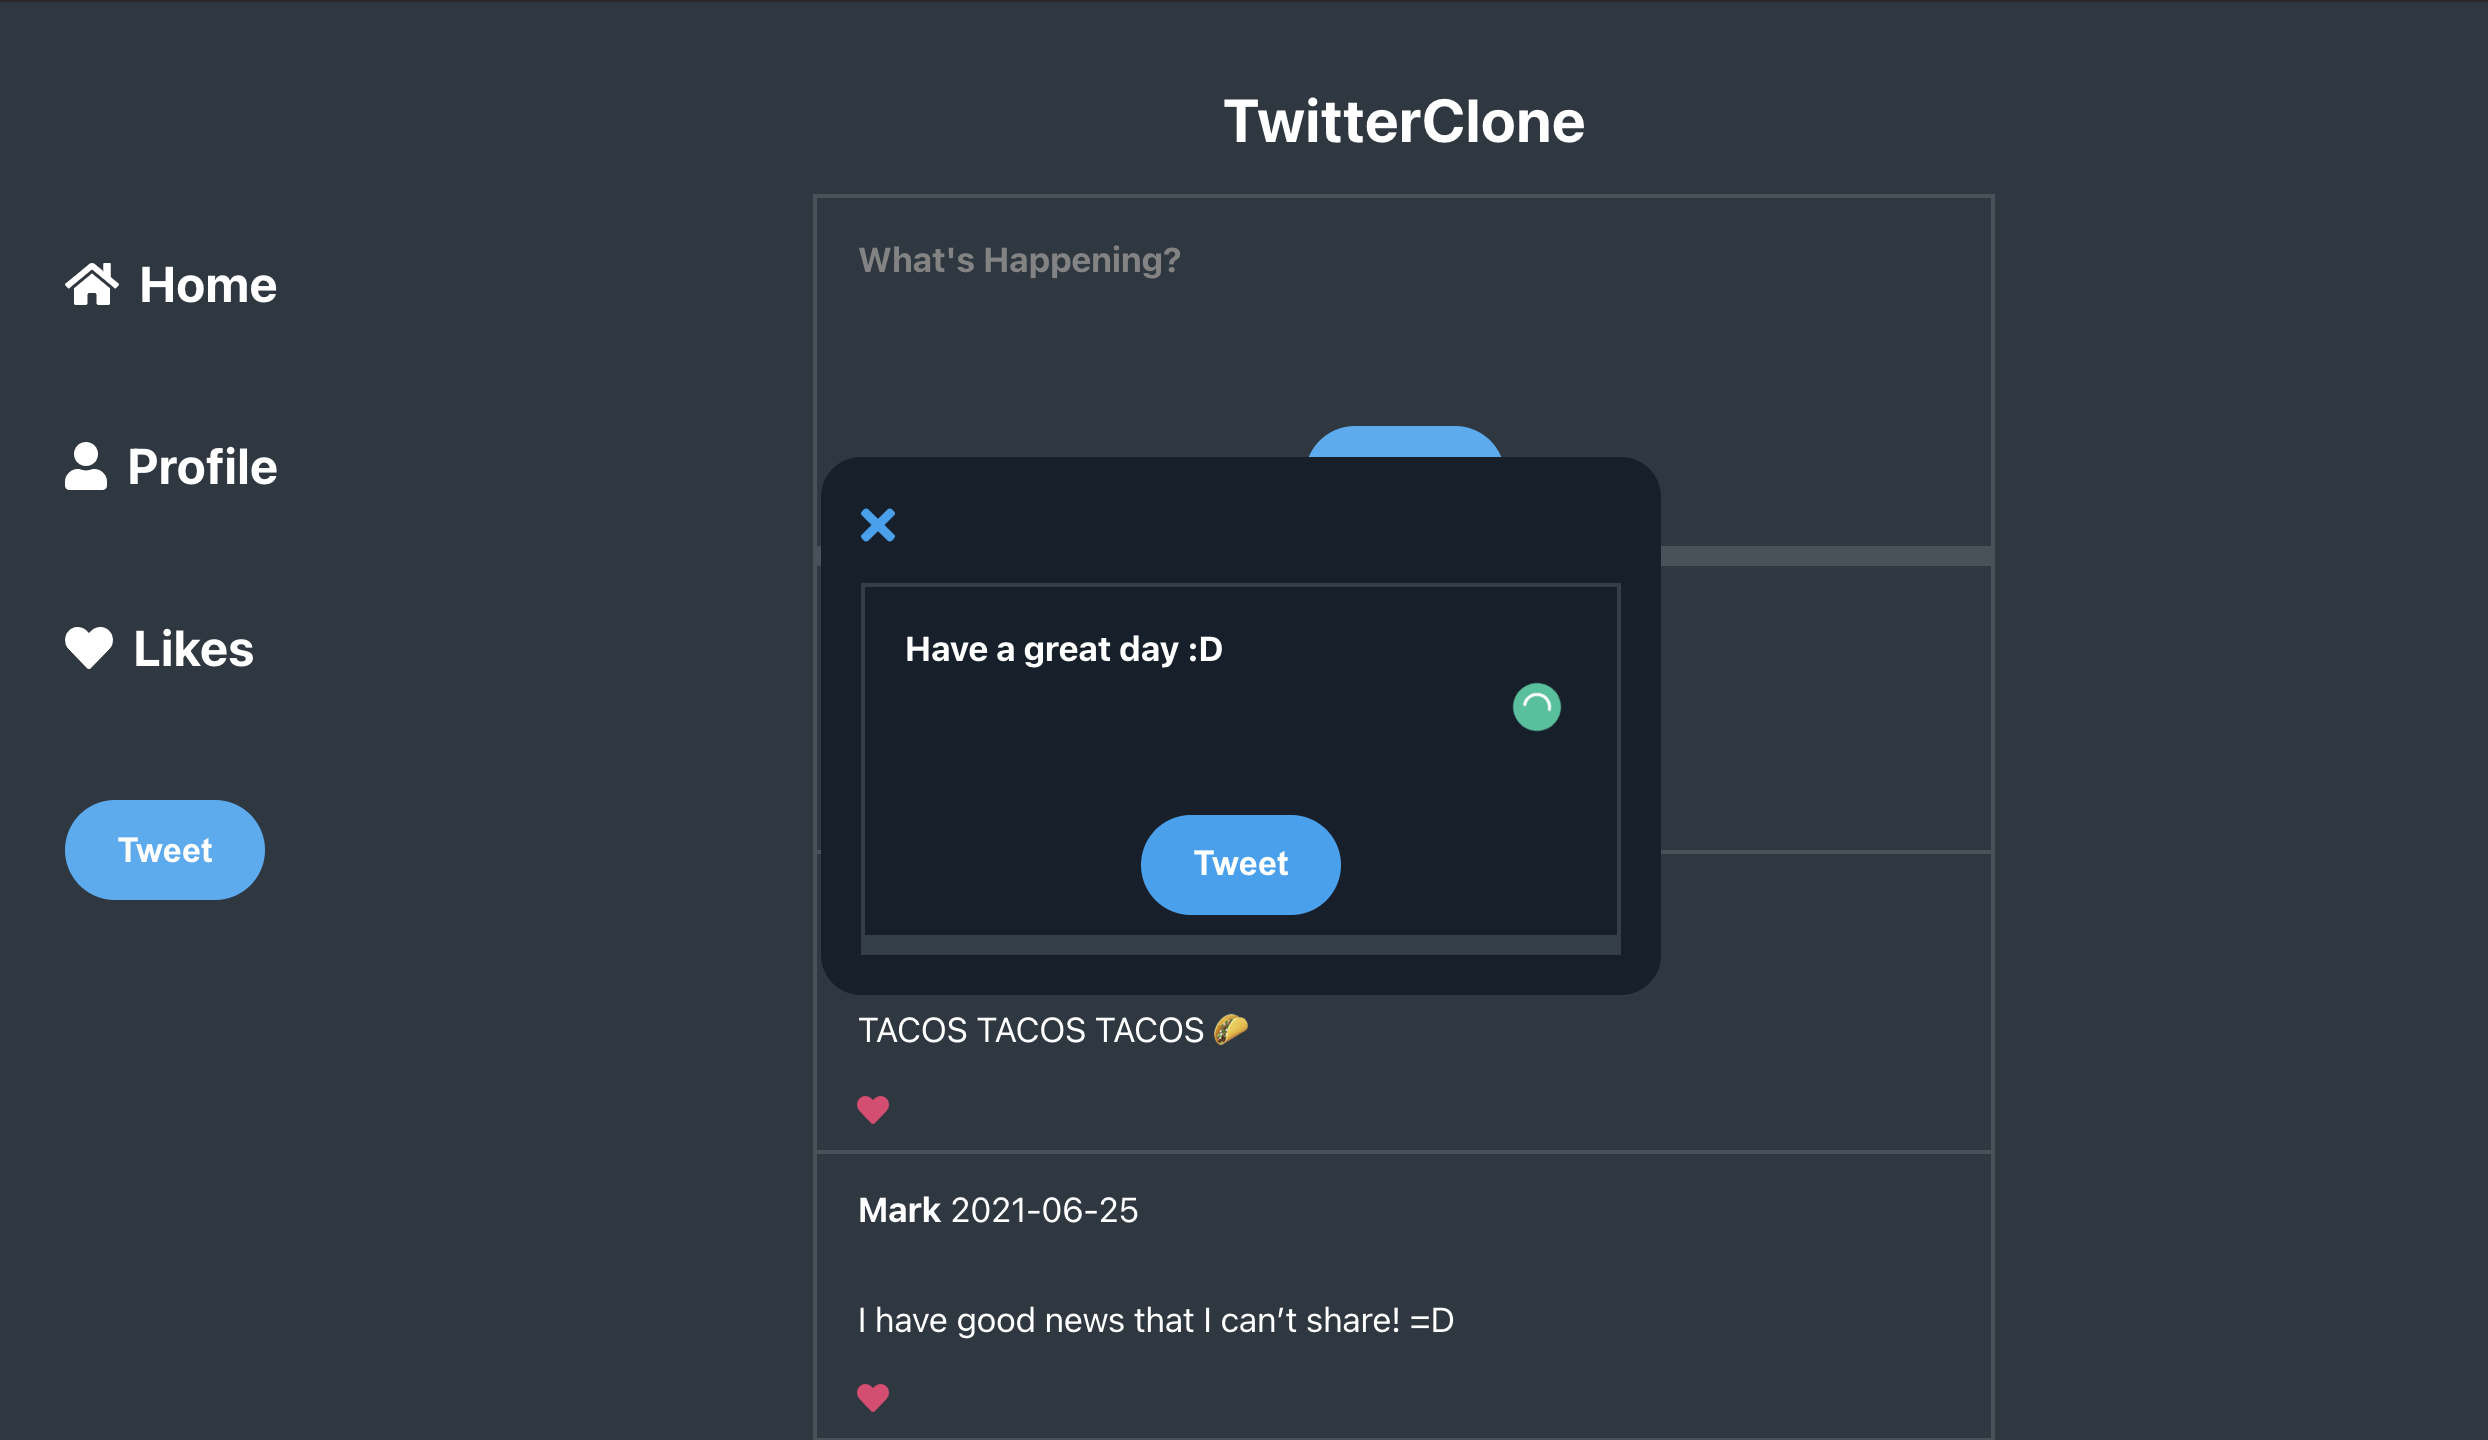 TwitterClone
Home
Profile
Likes
Tweet
What's Happening?
Have a great day :D
Tweet
TACOS TACOS TACOS 🌮
Mark 2021-06-25
I have good news that I can’t share! =D